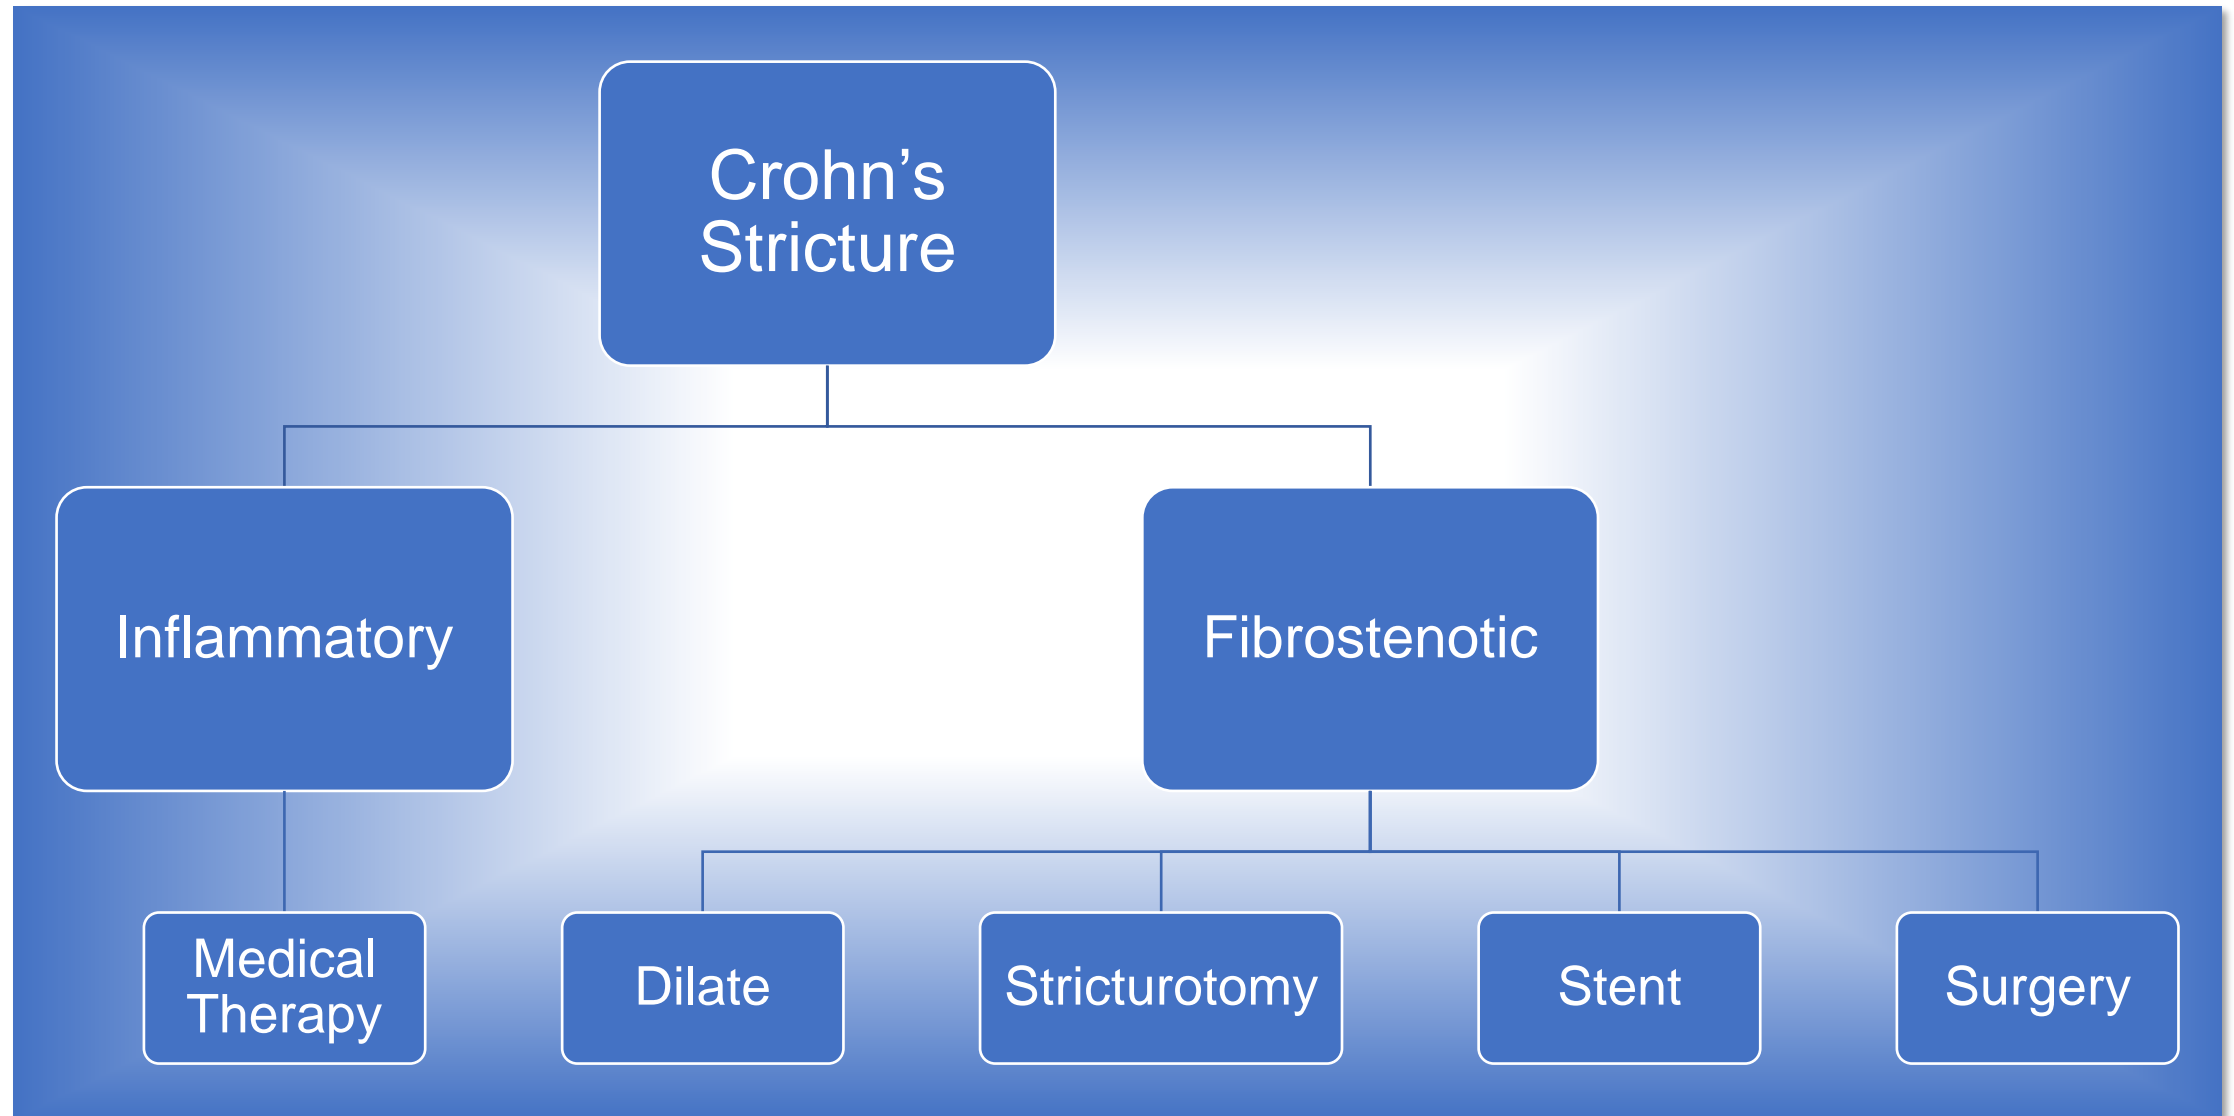 Crohn’s
Stricture
Inflammatory
Fibrostenotic
Medical
Therapy
Dilate
Stricturotomy
Stent
Surgery